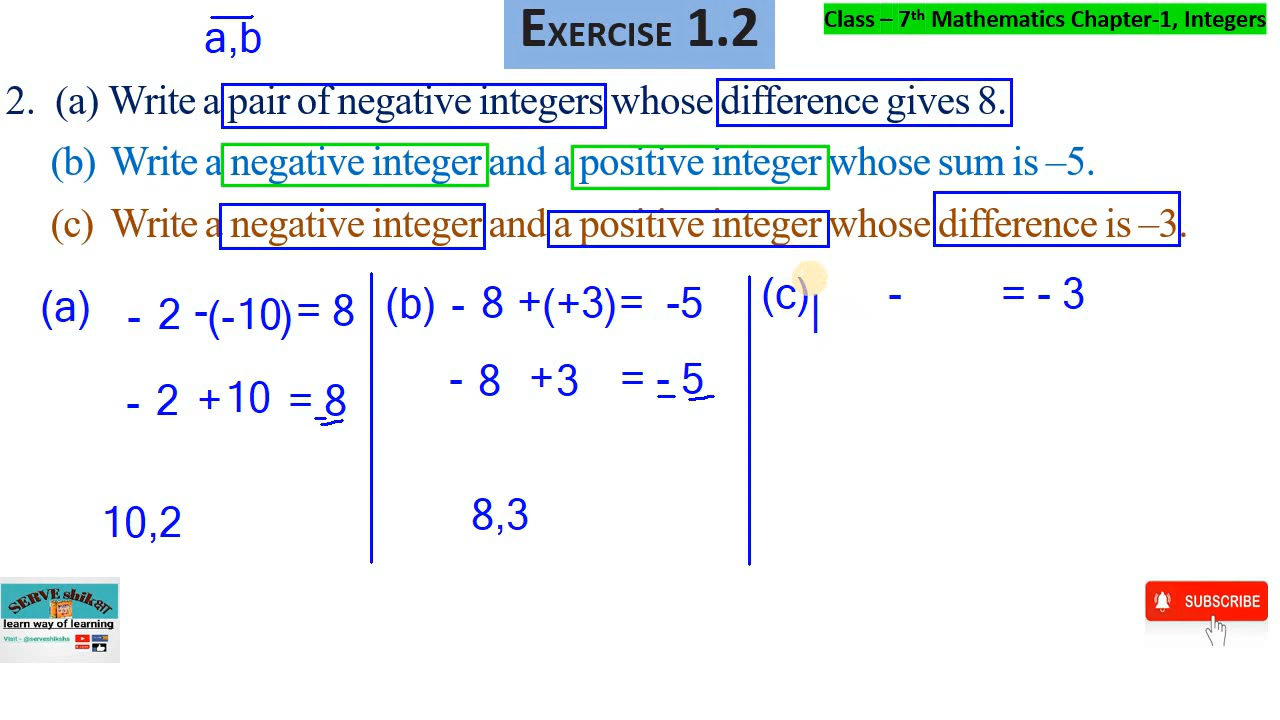 a,b
EXERCISE 1.2
Class – 7th Mathematics Chapter-1, Integers
2. (a) Write a pair of negative integers whose difference gives 8.
(b) Write a negative integer and a positive integer whose sum is –5.
(c) Write a negative integer and a positive integer whose difference is –3.
(a) - 2 -(-10) = 8
- 2 +10 = 8
10,2
(b) - 8 +(+3) = -5
- 8 +3 = - 5
8,3
(c) - = - 3
SERVE shiksha
learn way of learning
Visit - @serveshiksha
SUBSCRIBE